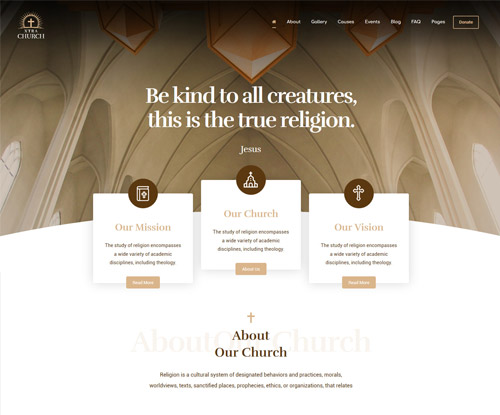 XTRA
CHURCH
About
Gallery
Causes
Events
Blog
FAQ
Pages
Donate
Be kind to all creatures,
this is the true religion.
Jesus
Our Mission
The study of religion encompasses
a wide variety of academic
disciplines, including theology
Read More
Our Church
The study of religion encompasses
a wide variety of academic
disciplines, including theology
About Us
Our Vision
The study of religion encompasses
a wide variety of academic
disciplines, including theology
Read More
AboutOur Church
About
Our Church
Religion is a cultural system of designated behaviors and practices, morals,
worldviews, texts, sanctified places, prophecies, ethics, or organizations, that relates